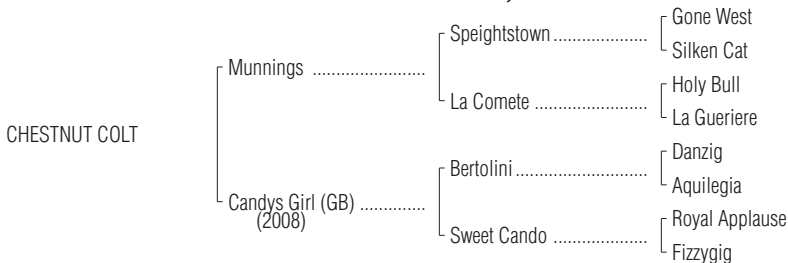 Gone West
Speightstown
Silken Cat
Munnings
Holy Bull
La Comete
La Gueriere
CHESTNUT COLT
Danzig
Bertolini
Aquilegia
Candys Girl (GB)
(2008)
Royal Applause
Sweet Cando
Fizzygig